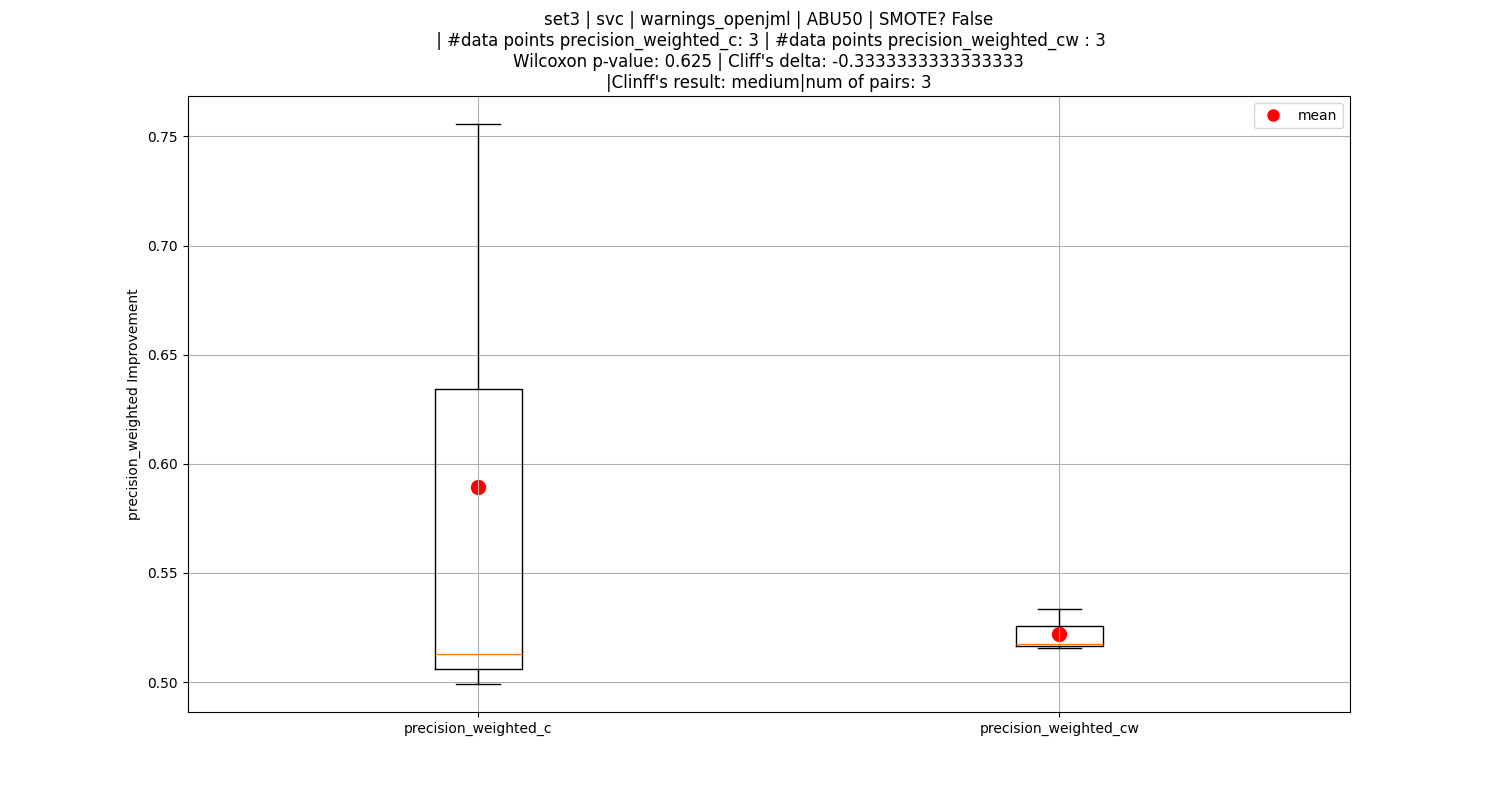 set3 | svc | warnings_openjml | ABU50 | SMOTE? False
| #data points precision_weighted_c: 3 | #data points precision_weighted_cw : 3
Wilcoxon p-value: 0.625 | Cliff's delta: -0.3333333333333333
|Clinff's result: medium|num of pairs: 3
mean
0.75
0.70
0.65
0.60
0.55
0.50
precision_weighted Improvement
precision_weighted_c
precision_weighted_cw